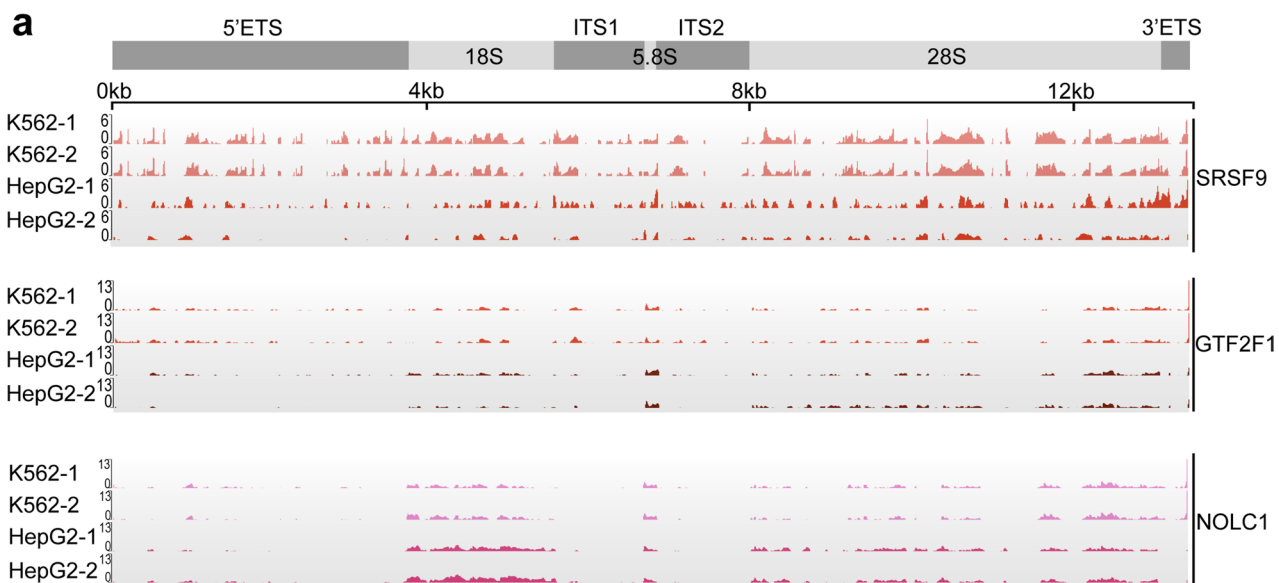 a
5’ETS ITS1 ITS2 3’ETS
18S 5.8S 28S
0kb 4kb 8kb 12kb
K562-1 6 0
K562-2 6 0
HepG2-1 6 0
HepG2-2 6 0
SRSF9
K562-1 13 0
K562-2 13 0
HepG2-1 13 0
HepG2-2 13 0
GTF2F1
K562-1 13 0
K562-2 13 0
HepG2-1 13 0
HepG2-2 13 0
NOLC1